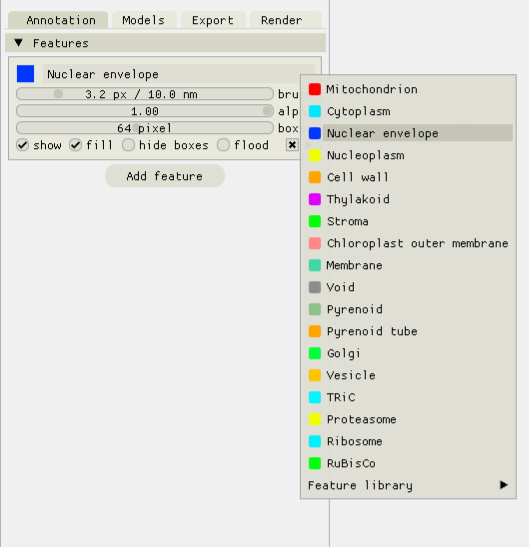 Annotation Models Export Render
▼ Features
Nuclear envelope
3.2 px / 10.0 nm bru
1.00 alp
64 pixel box
show fill hide boxes flood
Add feature
Mitochondrion
Cytoplasm
Nuclear envelope
Nucleoplasm
Cell wall
Thylakoid
Stroma
Chloroplast outer membrane
Membrane
Void
Pyrenoid
Pyrenoid tube
Golgi
Vesicle
TRiC
Proteasome
Ribosome
RuBisCo
Feature library